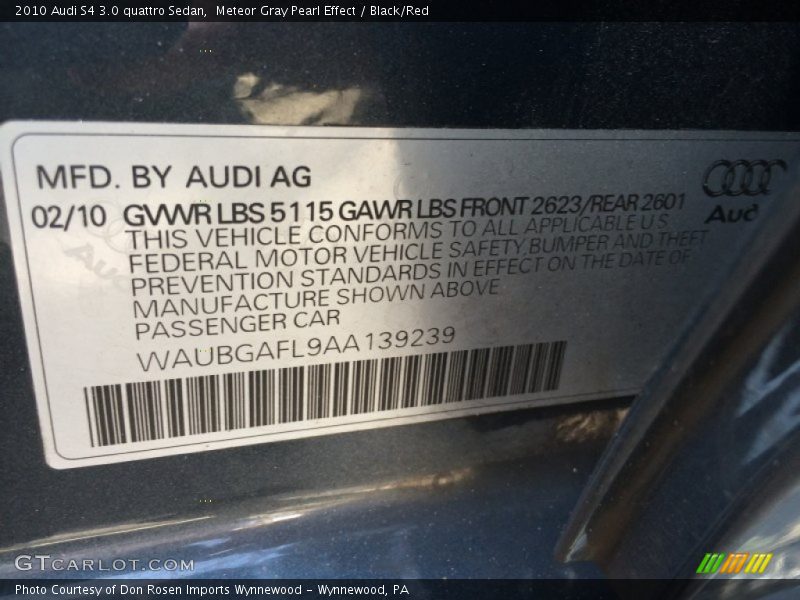 2010 Audi S4 3.0 quattro Sedan, Meteor Gray Pearl Effect / Black/Red
MFD. BY AUDI AG
Audi
02/10 GVWR LBS 5115 GAWR LBS FRONT 2623/REAR 2601
THIS VEHICLE CONFORMS TO ALL APPLICABLE U S
FEDERAL MOTOR VEHICLE SAFETY, BUMPER AND THEFT
PREVENTION STANDARDS IN EFFECT ON THE DATE OF
MANUFACTURE SHOWN ABOVE
PASSENGER CAR
WAUBGAFL9AA139239
GTCARLOT.COM
Photo Courtesy of Don Rosen Imports Wynnewood - Wynnewood, PA